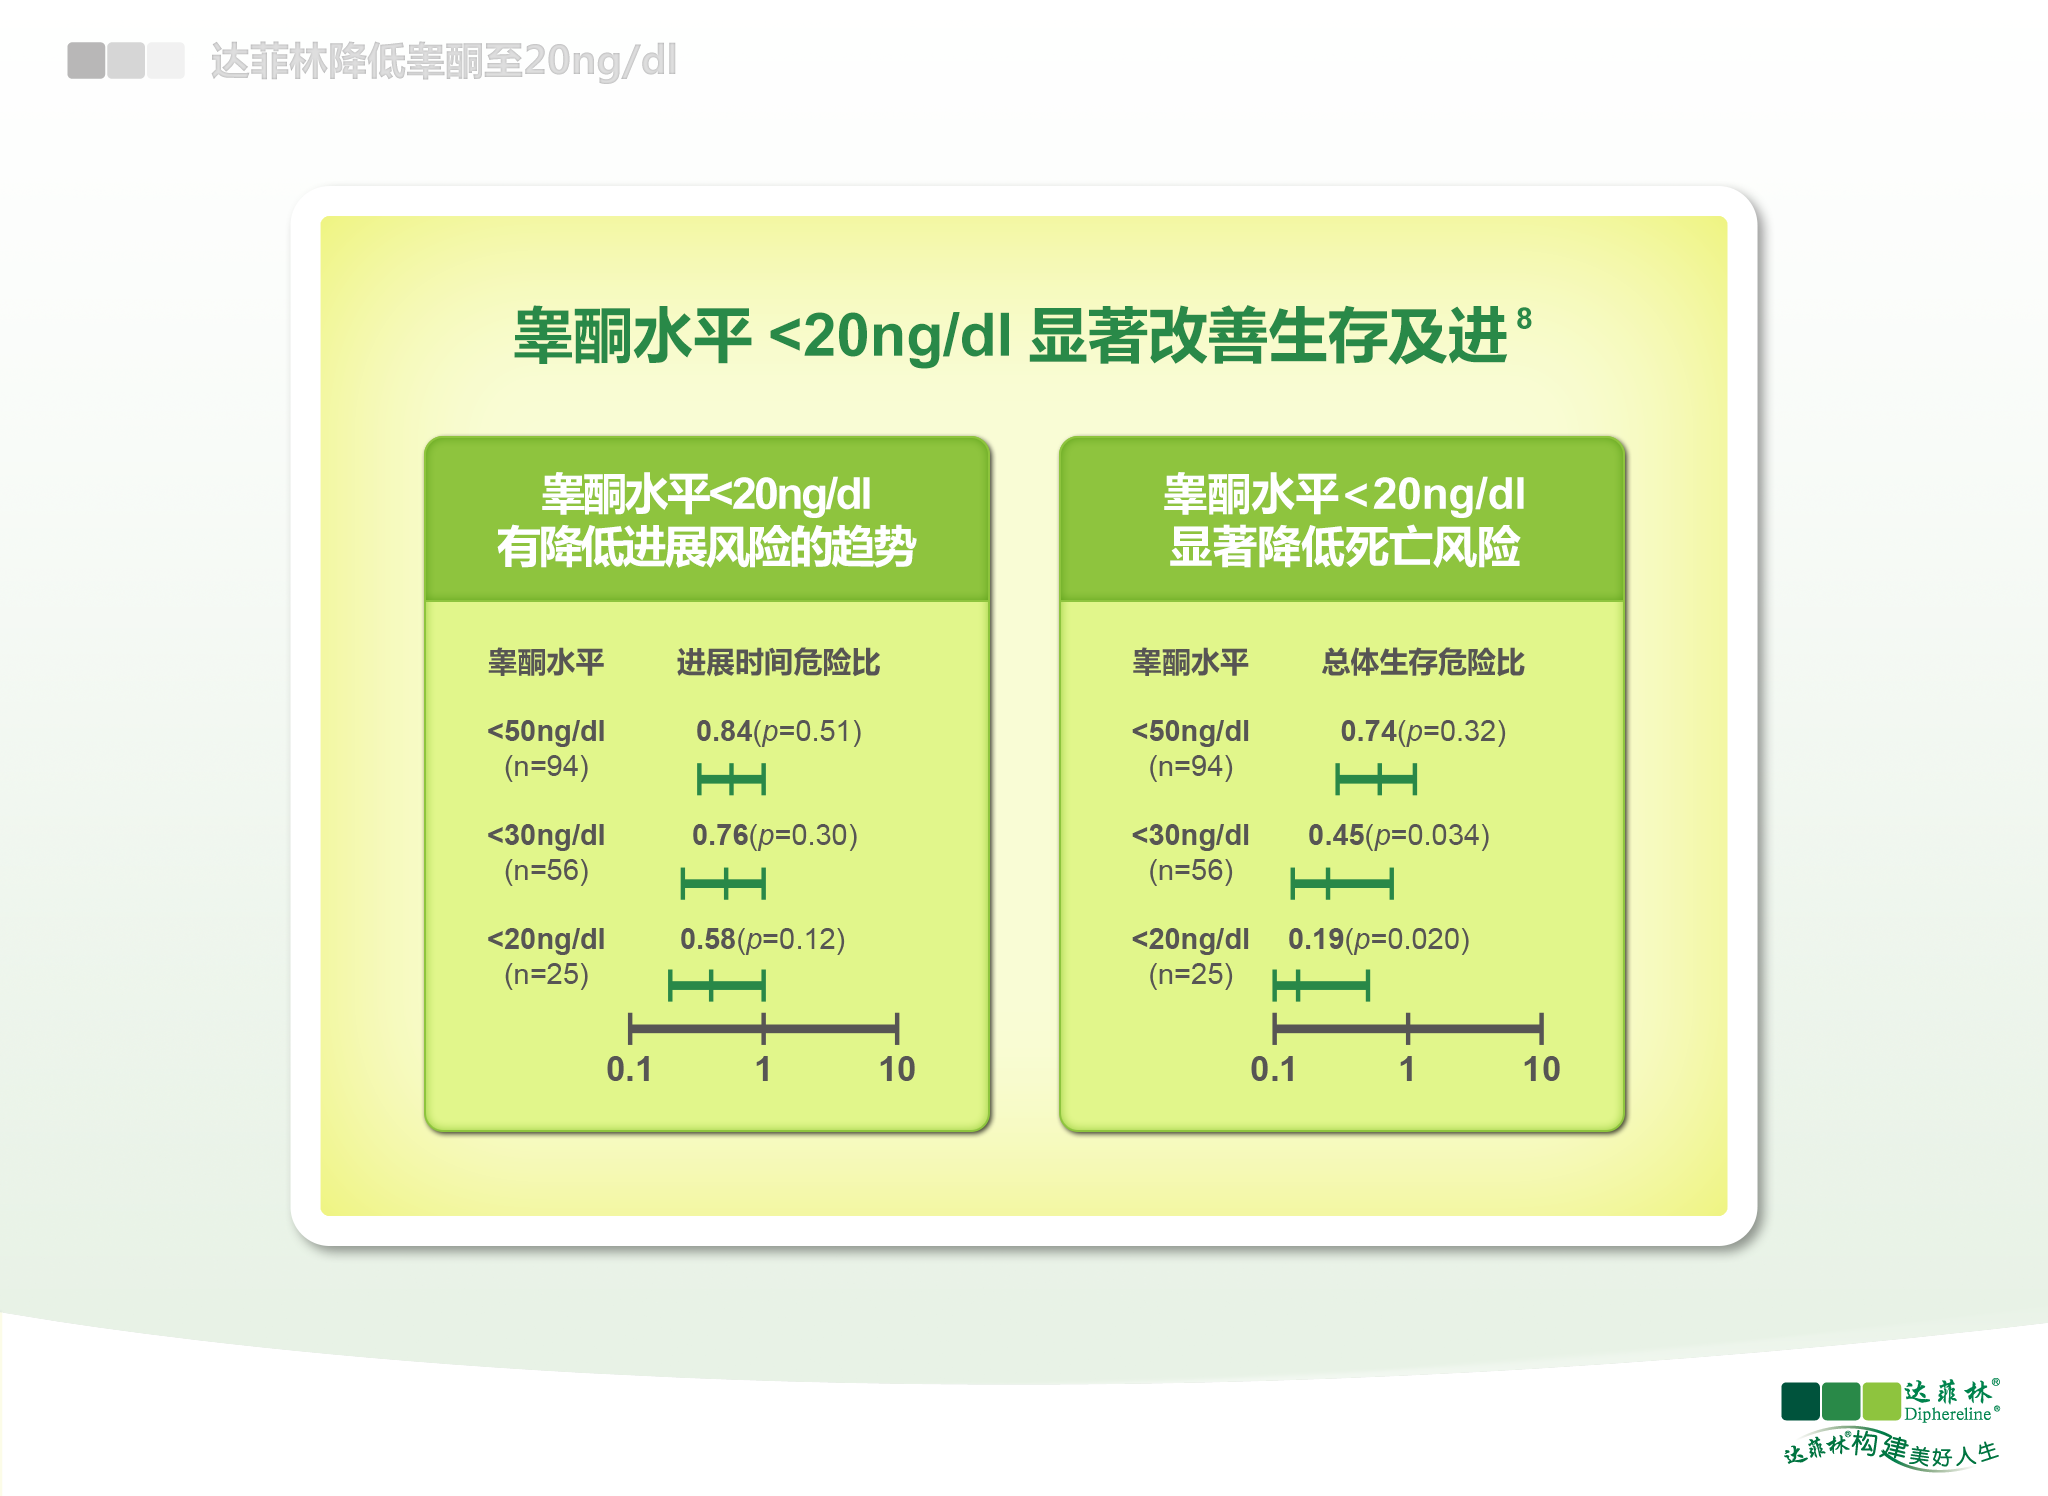 达菲林降低睾酮至20ng/dl
睾酮水平 <20ng/dl 显著改善生存及进⁸
睾酮水平<20ng/dl
有降低进展风险的趋势
睾酮水平 进展时间危险比
<50ng/dl 0.84(p=0.51)
(n=94)
<30ng/dl 0.76(p=0.30)
(n=56)
<20ng/dl 0.58(p=0.12)
(n=25)
0.1 1 10
睾酮水平<20ng/dl
显著降低死亡风险
睾酮水平 总体生存危险比
<50ng/dl 0.74(p=0.32)
(n=94)
<30ng/dl 0.45(p=0.034)
(n=56)
<20ng/dl 0.19(p=0.020)
(n=25)
0.1 1 10
达菲林®
Diphereline®
达菲林®构建美好人生